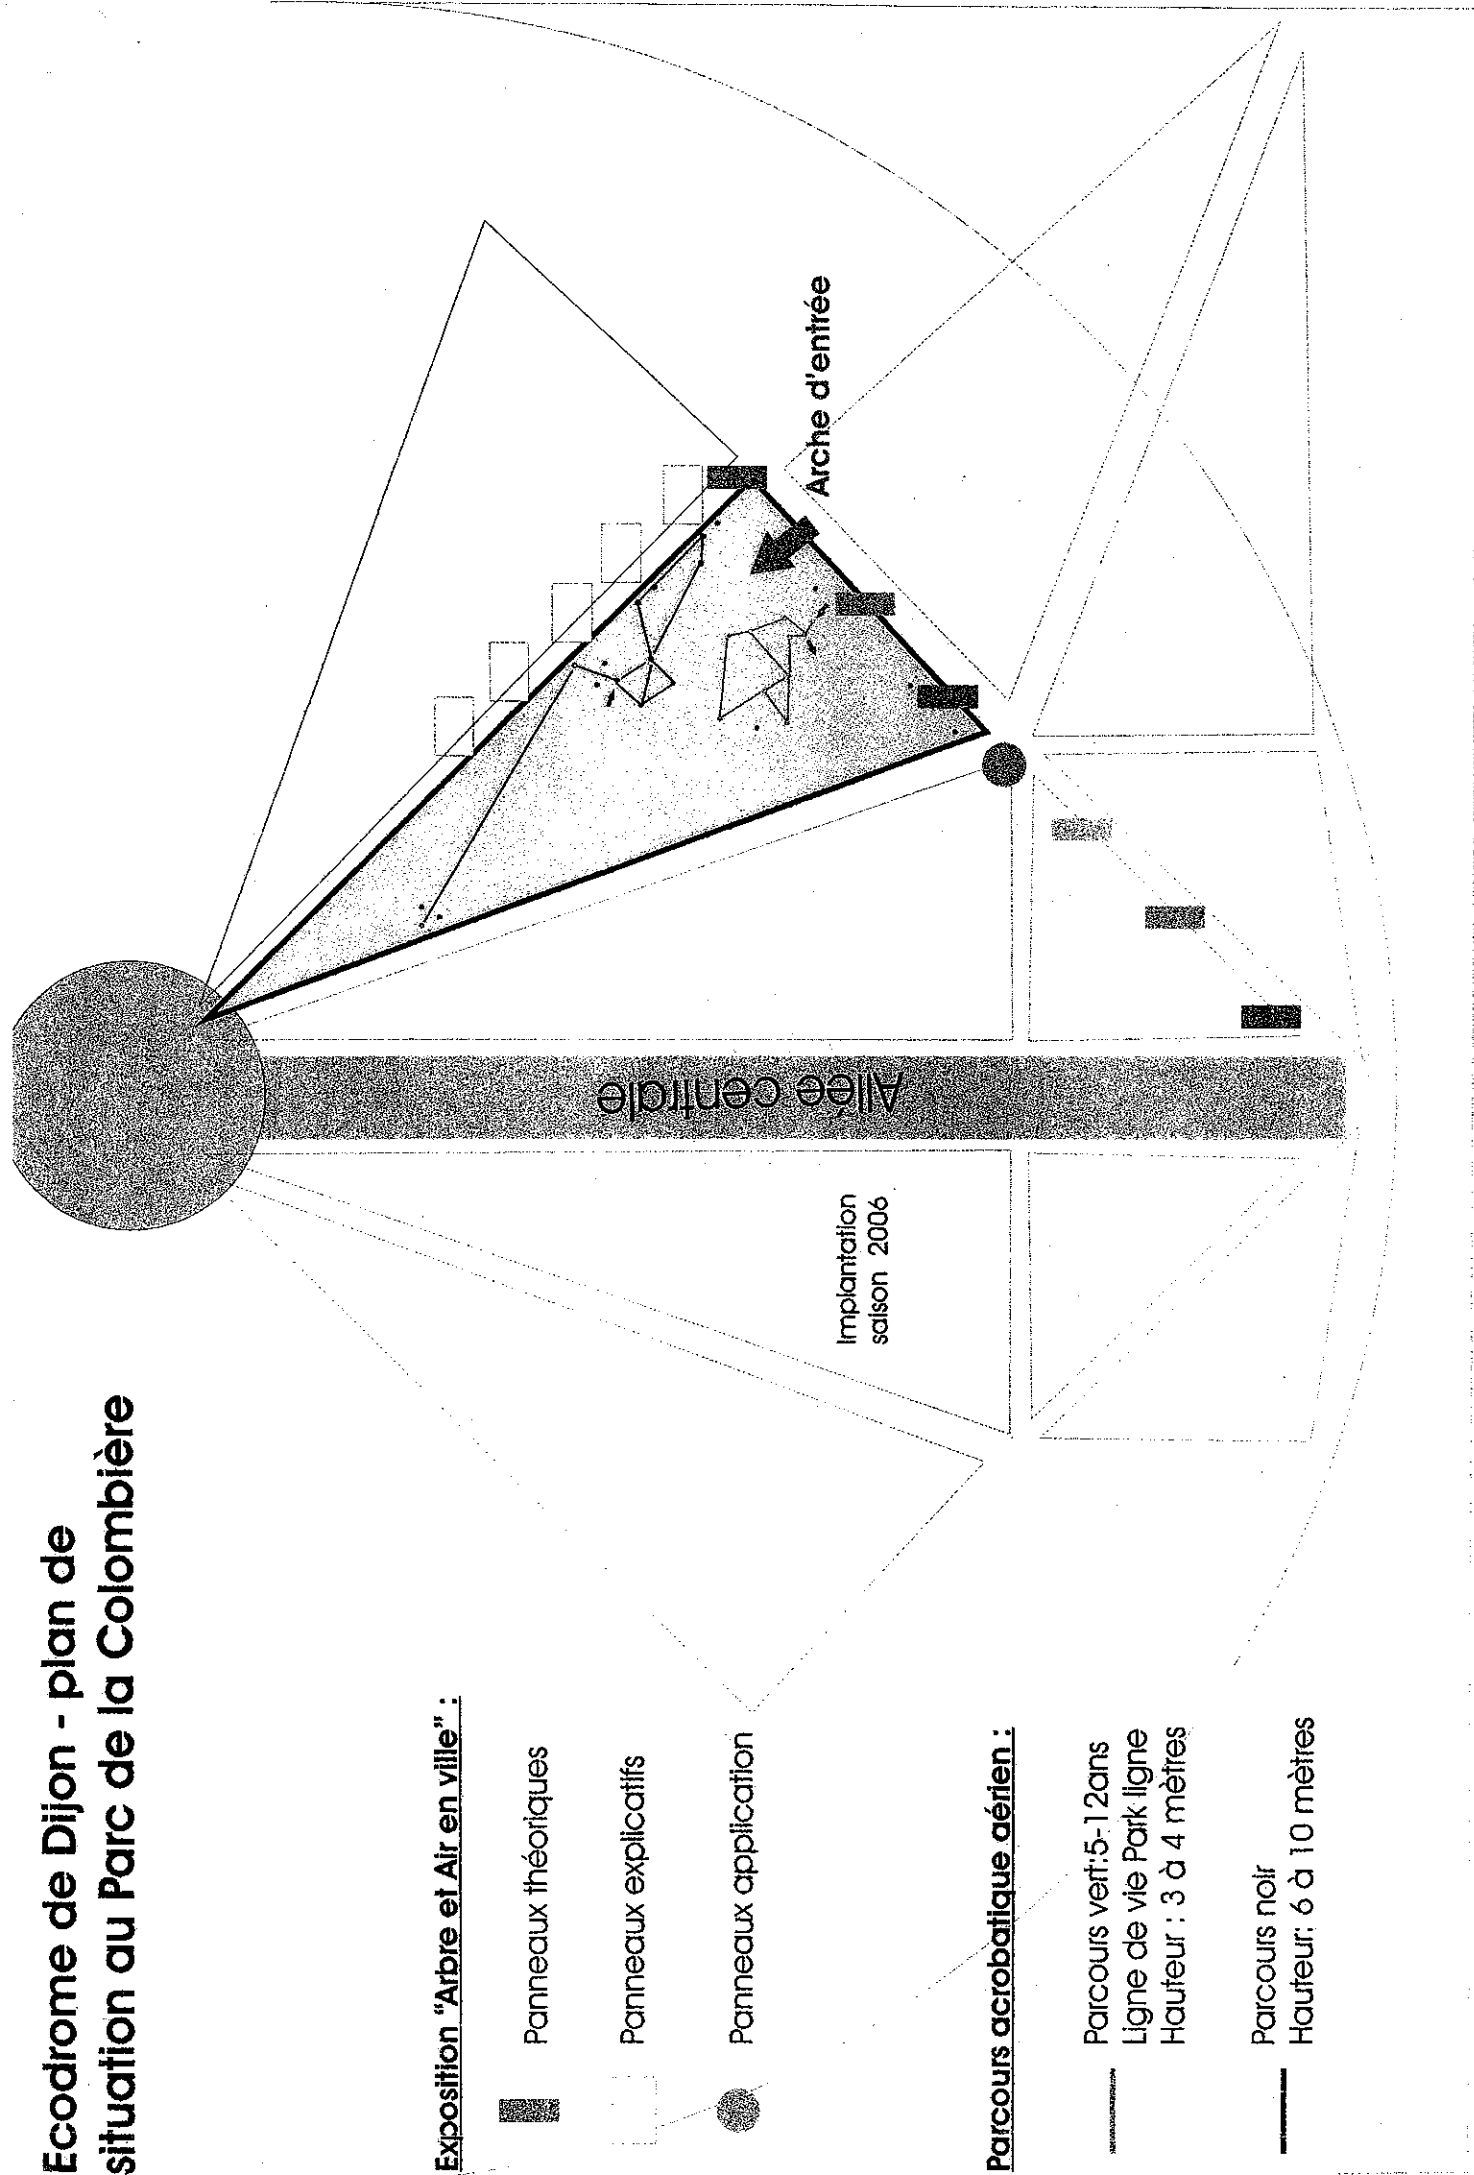 Ecodrome de Dijon - plan de
situation au Parc de la Colombière
Exposition "Arbre et Air en ville" :
Panneaux théoriques
Panneaux explicatifs
Panneaux application
Parcours acrobatique aérien :
Parcours vert:5-12ans
Ligne de vie Park ligne
Hauteur : 3 à 4 mètres
Parcours noir
Hauteur: 6 à 10 mètres
Implantation
saison 2006
Allée centrale
Arche d'entrée